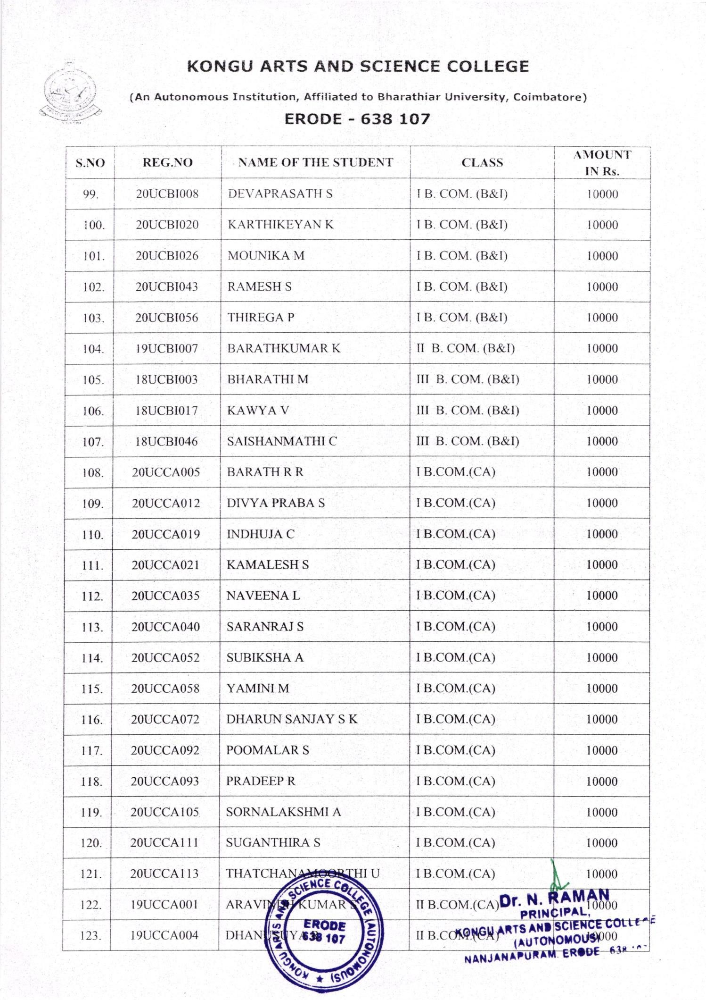 KONGU ARTS AND SCIENCE COLLEGE
(An Autonomous Institution, Affiliated to Bharathiar University, Coimbatore)
ERODE - 638 107
S.NO REG.NO NAME OF THE STUDENT CLASS AMOUNT IN Rs.
99. 20UCBI008 DEVAPRASATH S I B. COM. (B&I) 10000
100. 20UCBI020 KARTHIKEYAN K I B. COM. (B&I) 10000
101. 20UCBI026 MOUNIKA M I B. COM. (B&I) 10000
102. 20UCBI043 RAMESH S I B. COM. (B&I) 10000
103. 20UCBI056 THIREGA P I B. COM. (B&I) 10000
104. 19UCBI007 BARATHKUMAR K II B. COM. (B&I) 10000
105. 18UCBI003 BHARATHI M III B. COM. (B&I) 10000
106. 18UCBI017 KAWYA V III B. COM. (B&I) 10000
107. 18UCBI046 SAISHANMATHI C III B. COM. (B&I) 10000
108. 20UCCA005 BARATH R R I B.COM.(CA) 10000
109. 20UCCA012 DIVYA PRABA S I B.COM.(CA) 10000
110. 20UCCA019 INDHUJA C I B.COM.(CA) 10000
111. 20UCCA021 KAMALESH S I B.COM.(CA) 10000
112. 20UCCA035 NAVEENA L I B.COM.(CA) 10000
113. 20UCCA040 SARANRAJ S I B.COM.(CA) 10000
114. 20UCCA052 SUBIKSHA A I B.COM.(CA) 10000
115. 20UCCA058 YAMINI M I B.COM.(CA) 10000
116. 20UCCA072 DHARUN SANJAY S K I B.COM.(CA) 10000
117. 20UCCA092 POOMALAR S I B.COM.(CA) 10000
118. 20UCCA093 PRADEEP R I B.COM.(CA) 10000
119. 20UCCA105 SORNALAKSHMI A I B.COM.(CA) 10000
120. 20UCCA111 SUGANTHIRA S I B.COM.(CA) 10000
121. 20UCCA113 THATCHANAMOORTHI U I B.COM.(CA) 10000
122. 19UCCA001 ARAVINDH KUMAR S II B.COM.(CA) 10000
123. 19UCCA004 DHANUSUYA II B.COM.(CA) 10000
KONGU ARTS AND SCIENCE COLLEGE (AUTONOMOUS)
ERODE
638 107
Dr. N. RAMAN
PRINCIPAL,
KONGU ARTS AND SCIENCE COLLEGE
(AUTONOMOUS)
NANJANAPURAM. ERODE 638